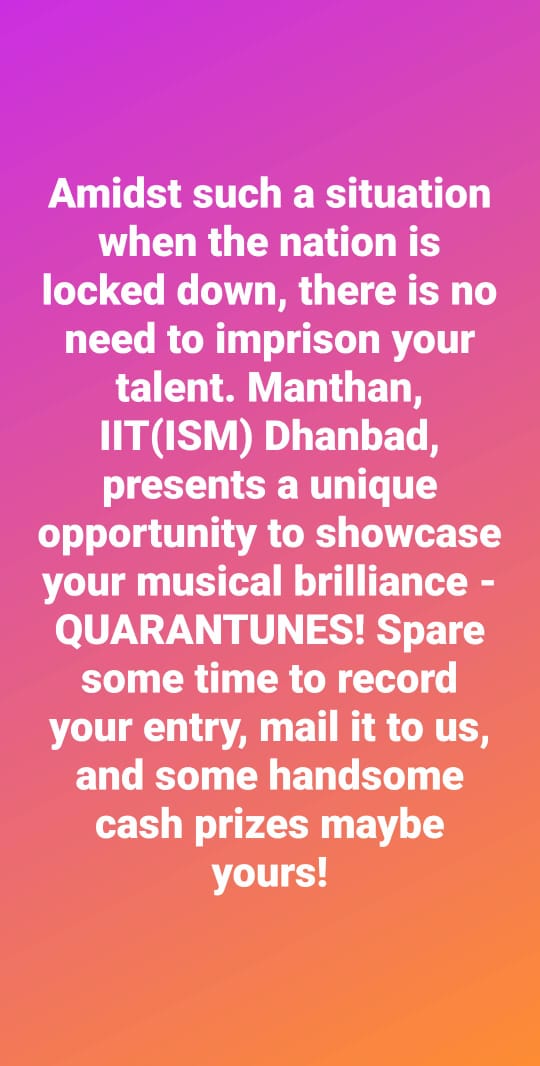 Amidst such a situation
when the nation is
locked down, there is no
need to imprison your
talent. Manthan,
IIT(ISM) Dhanbad,
presents a unique
opportunity to showcase
your musical brilliance -
QUARANTUNES! Spare
some time to record
your entry, mail it to us,
and some handsome
cash prizes maybe
yours!